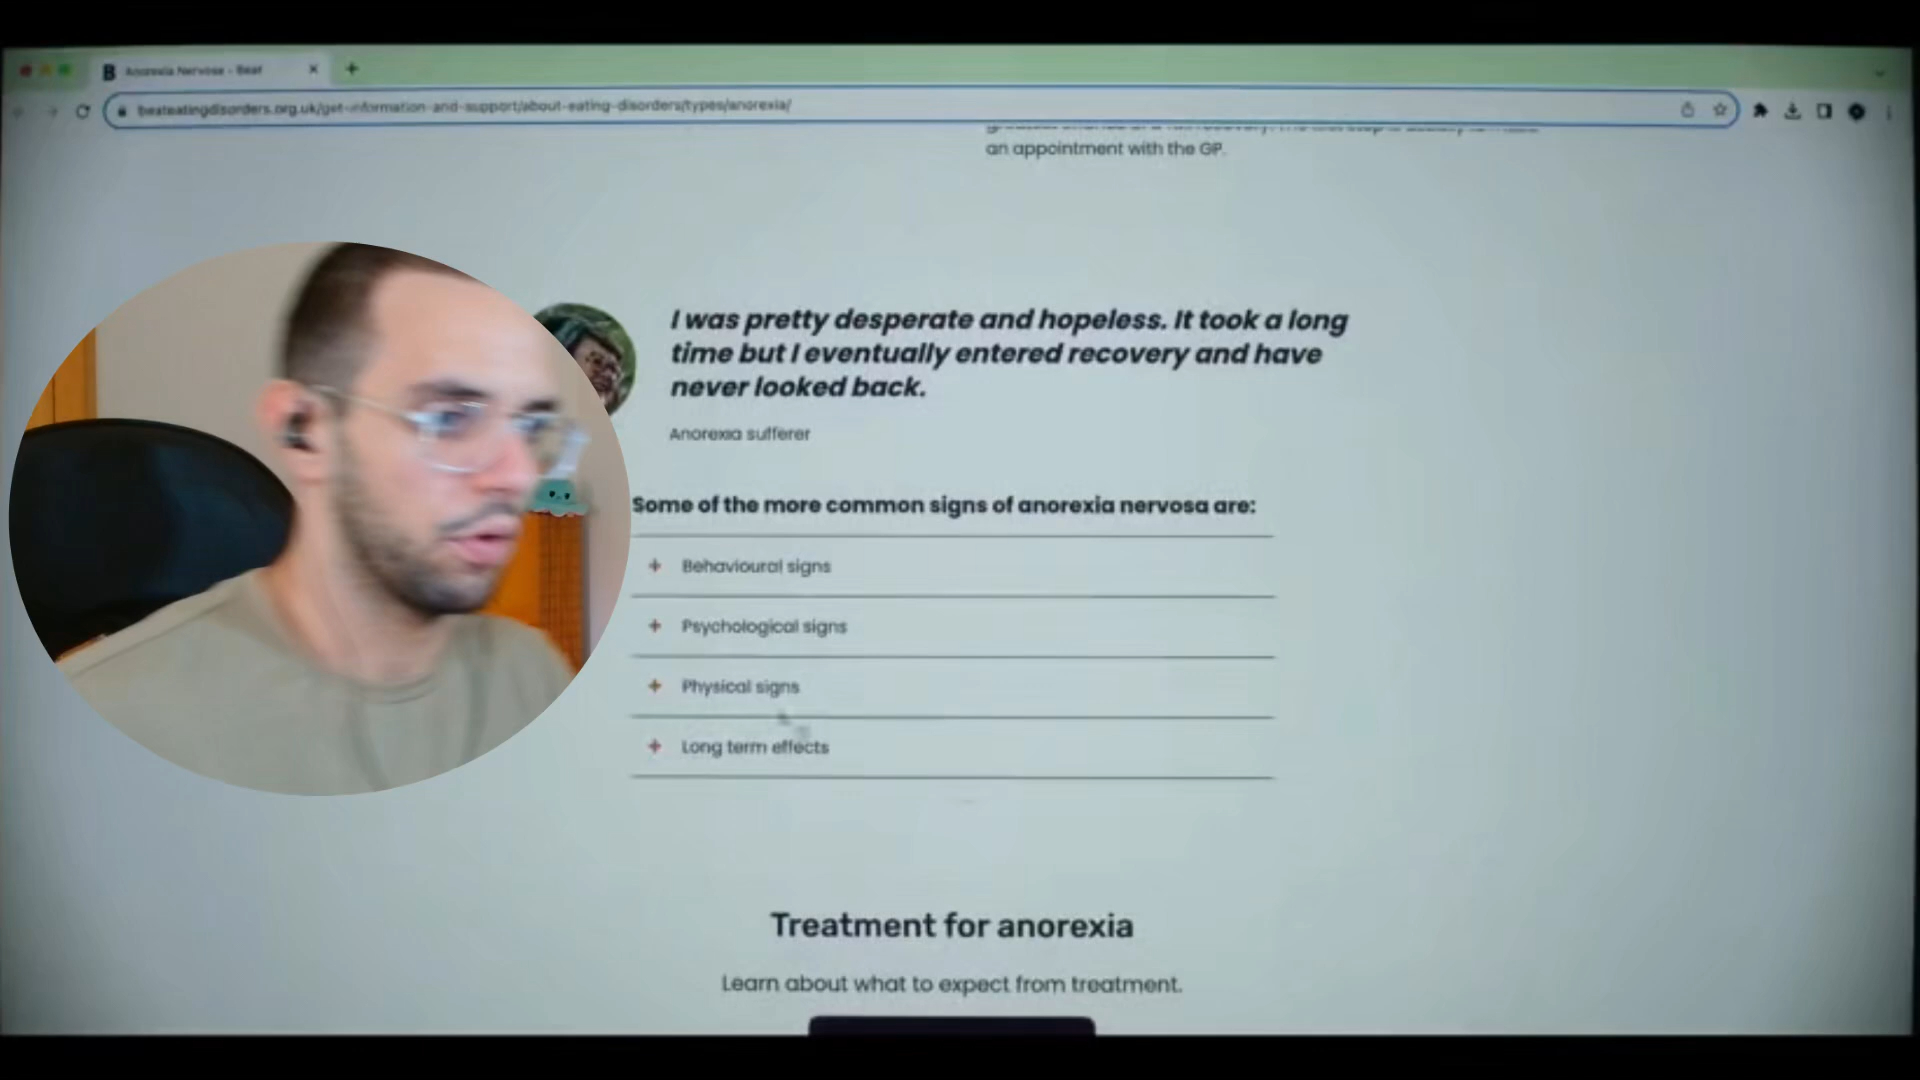 B Anorexia Nervosa - Beat
beateatingdisorders.org.uk/get-information-and-support/about-eating-disorders/types/anorexia/
an appointment with the GP.
I was pretty desperate and hopeless. It took a long
time but I eventually entered recovery and have
never looked back.
Anorexia sufferer
Some of the more common signs of anorexia nervosa are:
Behavioural signs
Psychological signs
Physical signs
Long term effects
Treatment for anorexia
Learn about what to expect from treatment.